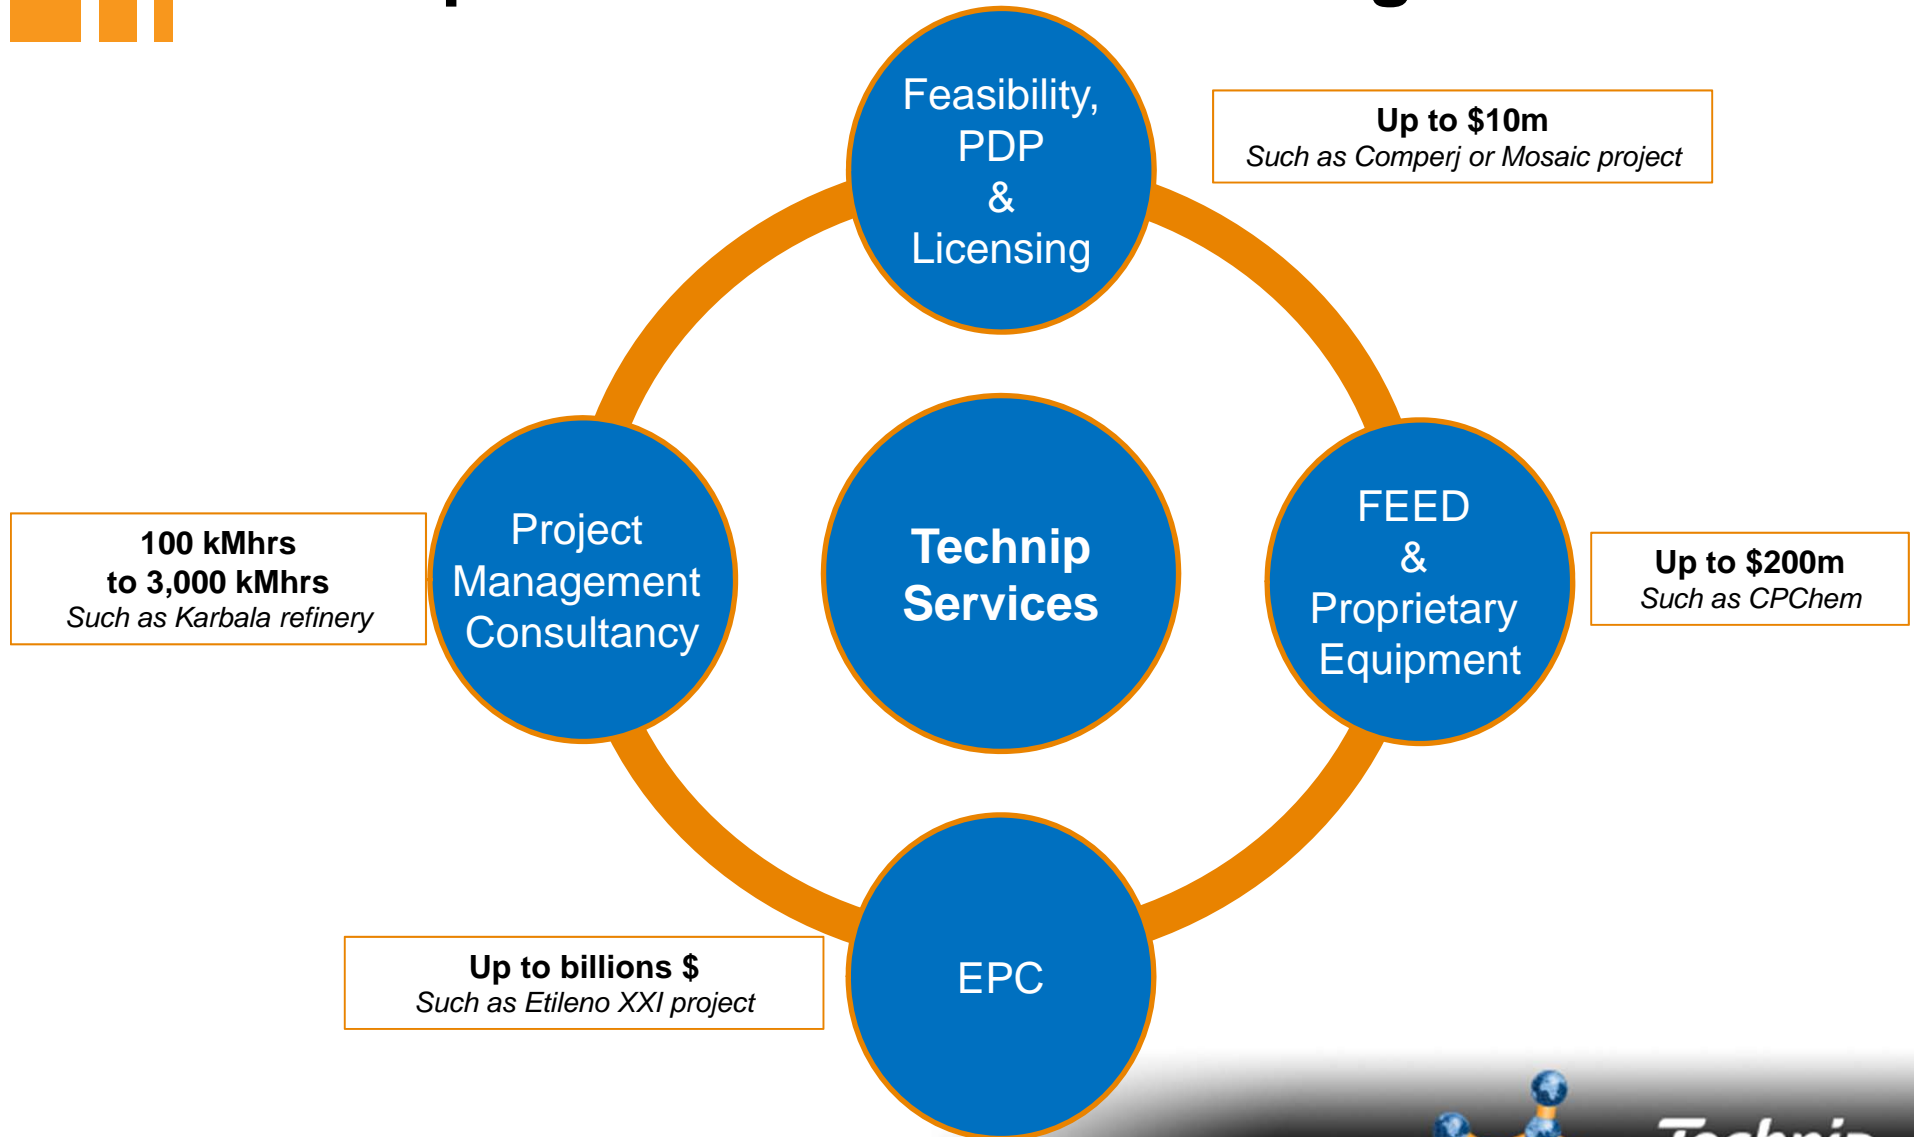 Feasibility,
PDP
&
Licensing
Up to $10m
Such as Comperj or Mosaic project
Project
Management
Consultancy
100 kMhrs
to 3,000 kMhrs
Such as Karbala refinery
Technip
Services
FEED
&
Proprietary
Equipment
Up to $200m
Such as CPChem
Up to billions $
Such as Etileno XXI project
EPC
Technip